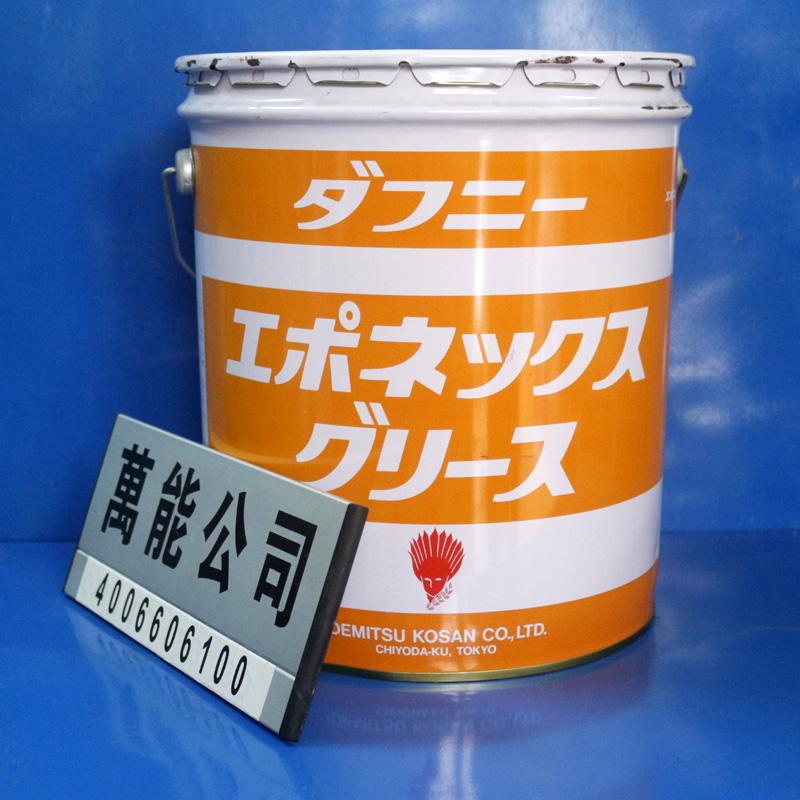 ダフニー
エポネックス
グリース
DEMITSU KOSAN CO., LTD.
CHIYODA-KU, TOKYO
萬能公司
4006606100